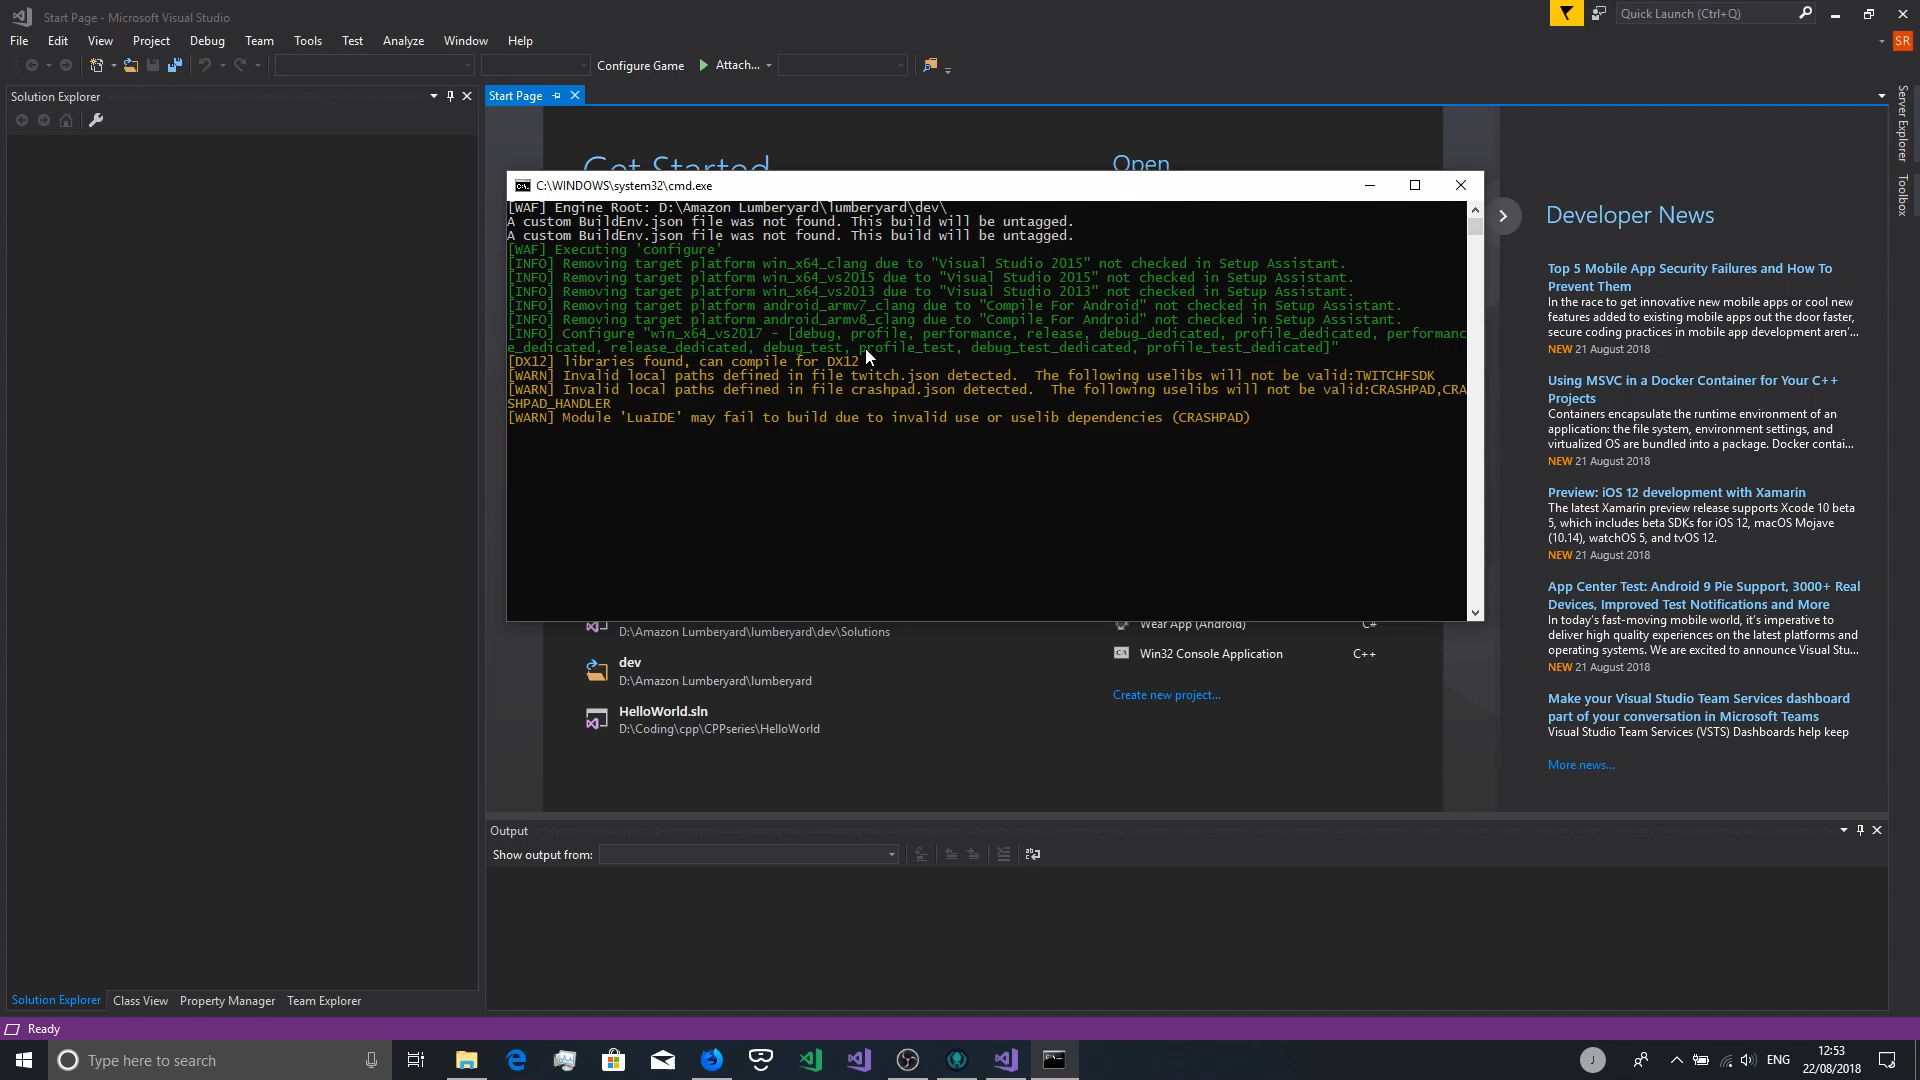 Start Page - Microsoft Visual Studio
Quick Launch (Ctrl+Q)
File Edit View Project Debug Team Tools Test Analyze Window Help
SR
Configure Game Attach...
Solution Explorer
Start Page
Server Explorer
Toolbox
Get Started
Open
C:\WINDOWS\system32\cmd.exe
[WAF] Engine Root: D:\Amazon Lumberyard\lumberyard\dev\
A custom BuildEnv.json file was not found. This build will be untagged.
A custom BuildEnv.json file was not found. This build will be untagged.
[WAF] Executing 'configure'
[INFO] Removing target platform win_x64_clang due to "Visual Studio 2015" not checked in Setup Assistant.
[INFO] Removing target platform win_x64_vs2015 due to "Visual Studio 2015" not checked in Setup Assistant.
[INFO] Removing target platform win_x64_vs2013 due to "Visual Studio 2013" not checked in Setup Assistant.
[INFO] Removing target platform android_armv7_clang due to "Compile For Android" not checked in Setup Assistant.
[INFO] Removing target platform android_armv8_clang due to "Compile For Android" not checked in Setup Assistant.
[INFO] Configure "win_x64_vs2017 - [debug, profile, performance, release, debug_dedicated, profile_dedicated, performanc
e_dedicated, release_dedicated, debug_test, profile_test, debug_test_dedicated, profile_test_dedicated]"
[DX12] libraries found, can compile for DX12
[WARN] Invalid local paths defined in file twitch.json detected.  The following uselibs will not be valid:TWITCHFSDK
[WARN] Invalid local paths defined in file crashpad.json detected.  The following uselibs will not be valid:CRASHPAD,CRA
SHPAD_HANDLER
[WARN] Module 'LuaIDE' may fail to build due to invalid use or uselib dependencies (CRASHPAD)
D:\Amazon Lumberyard\lumberyard\dev\Solutions
dev
D:\Amazon Lumberyard\lumberyard
HelloWorld.sln
D:\Coding\cpp\CPPseries\HelloWorld
Wear App (Android) C#
Win32 Console Application C++
Create new project...
Developer News
Top 5 Mobile App Security Failures and How To
Prevent Them
In the race to get innovative new mobile apps or cool new
features added to existing mobile apps out the door faster,
secure coding practices in mobile app development aren'...
NEW 21 August 2018
Using MSVC in a Docker Container for Your C++
Projects
Containers encapsulate the runtime environment of an
application: the file system, environment settings, and
virtualized OS are bundled into a package. Docker contai...
NEW 21 August 2018
Preview: iOS 12 development with Xamarin
The latest Xamarin preview release supports Xcode 10 beta
5, which includes beta SDKs for iOS 12, macOS Mojave
(10.14), watchOS 5, and tvOS 12.
NEW 21 August 2018
App Center Test: Android 9 Pie Support, 3000+ Real
Devices, Improved Test Notifications and More
In today's fast-moving mobile world, it's imperative to
deliver high quality experiences on the latest platforms and
operating systems. We are excited to announce Visual Stu...
NEW 21 August 2018
Make your Visual Studio Team Services dashboard
part of your conversation in Microsoft Teams
Visual Studio Team Services (VSTS) Dashboards help keep
More news...
Output
Show output from:
Solution Explorer Class View Property Manager Team Explorer
Ready
Type here to search
J
ENG
12:53
22/08/2018